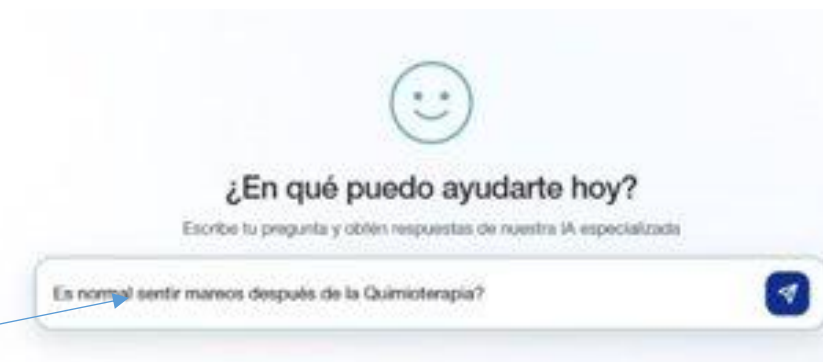 ¿En qué puedo ayudarte hoy?
Escribe tu pregunta y obtén respuestas de nuestra IA especializada
Es normal sentir mareos después de la Quimioterapia?